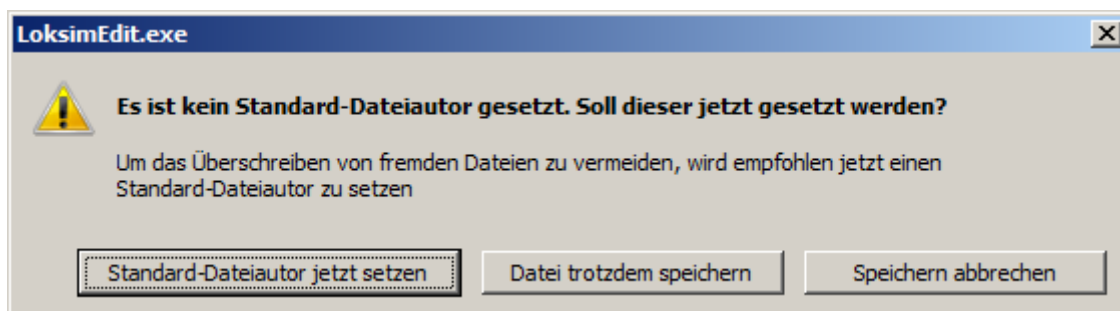 LoksimEdit.exe
Es ist kein Standard-Dateiautor gesetzt. Soll dieser jetzt gesetzt werden?
Um das Überschreiben von fremden Dateien zu vermeiden, wird empfohlen jetzt einen
Standard-Dateiautor zu setzen
Standard-Dateiautor jetzt setzen
Datei trotzdem speichern
Speichern abbrechen